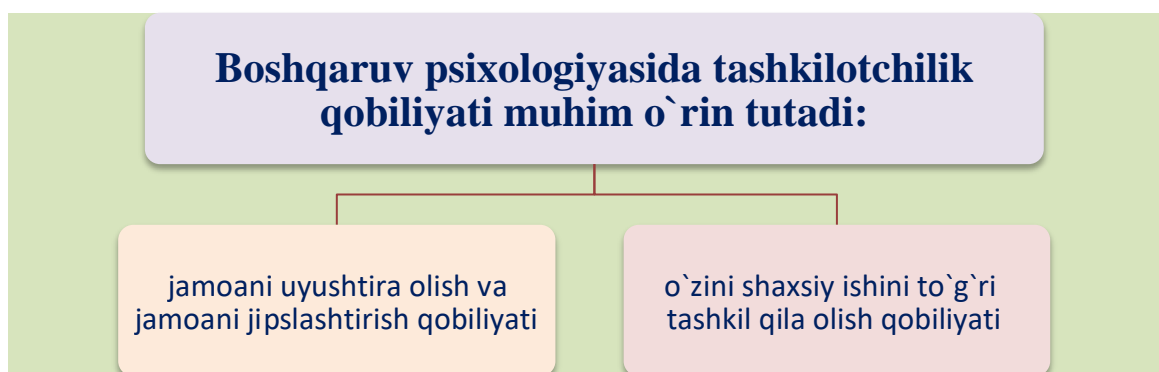 Boshqaruv psixologiyasida tashkilotchilik
qobiliyati muhim o`rin tutadi:
jamoani uyushtira olish va
jamoani jipslashtirish qobiliyati
o`zini shaxsiy ishini to`g`ri
tashkil qila olish qobiliyati